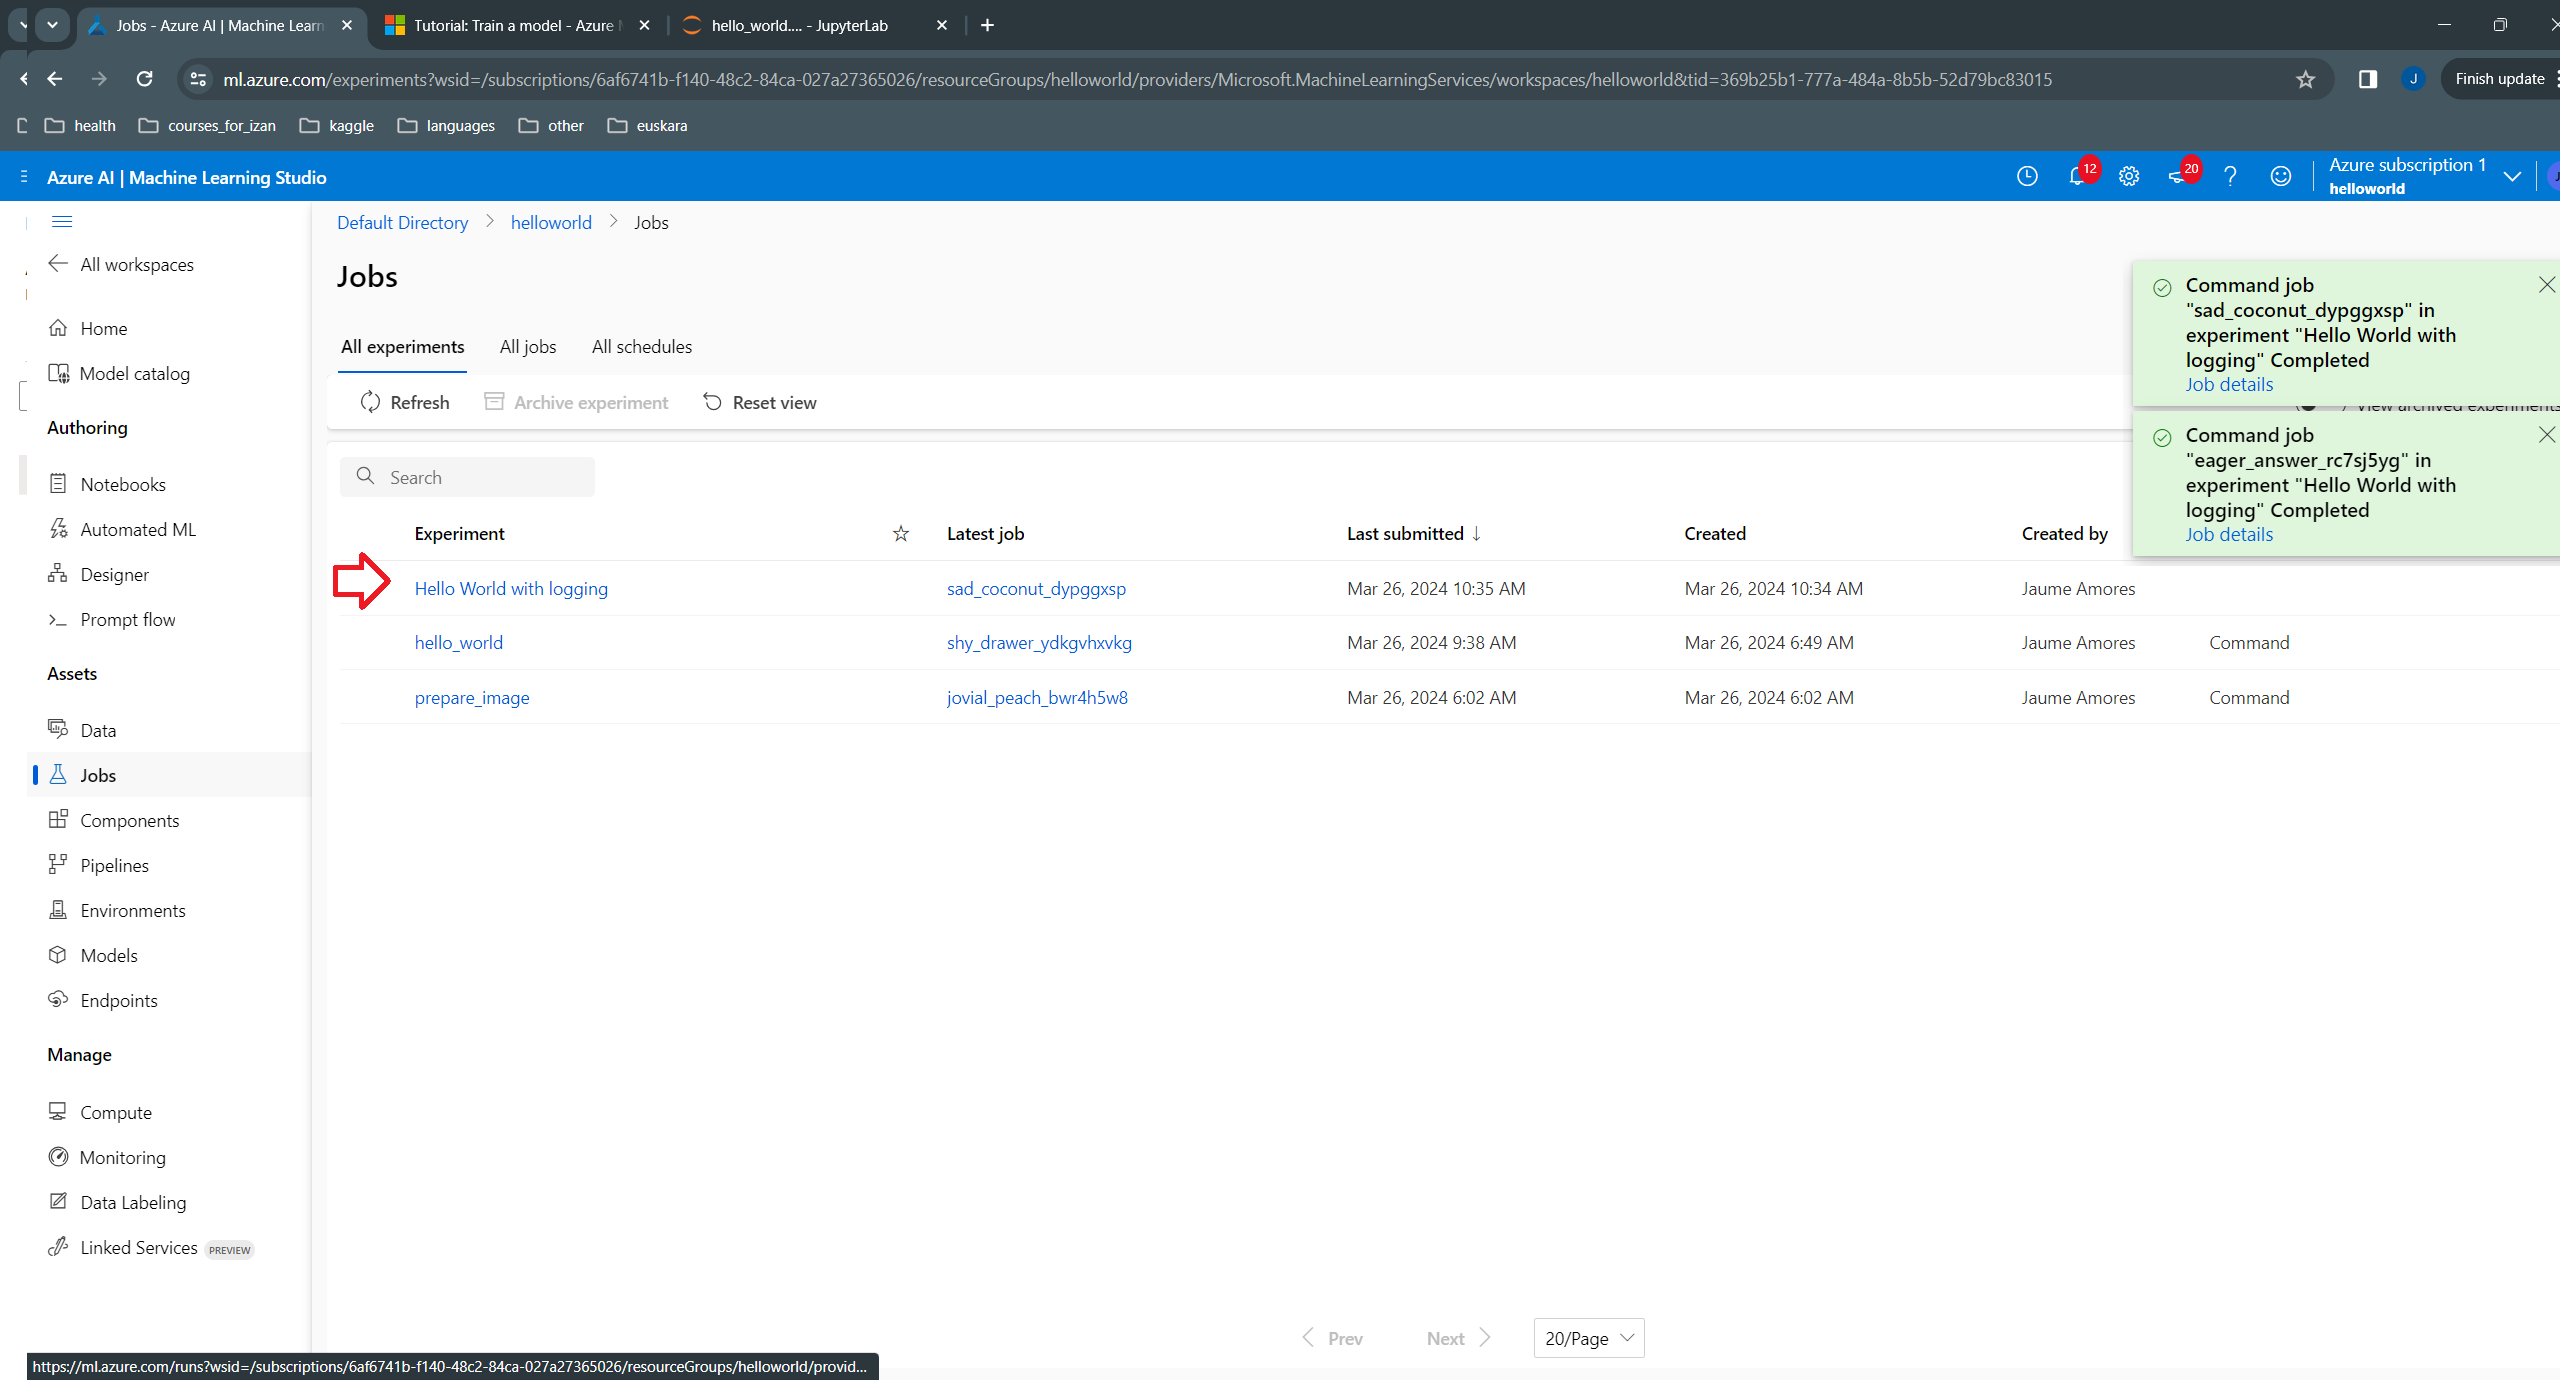 Jobs - Azure AI | Machine Learn
Tutorial: Train a model - Azure
hello_world.... - JupyterLab
ml.azure.com/experiments?wsid=/subscriptions/6af6741b-f140-48c2-84ca-027a27365026/resourceGroups/helloworld/providers/Microsoft.MachineLearningServices/workspaces/helloworld&tid=369b25b1-777a-484a-8b5b-52d79bc83015
J
Finish update
health
courses_for_izan
kaggle
languages
other
euskara
Azure AI | Machine Learning Studio
12
20
Azure subscription 1
helloworld
Default Directory > helloworld > Jobs
All workspaces
Home
Model catalog
Authoring
Notebooks
Automated ML
Designer
Prompt flow
Assets
Data
Jobs
Components
Pipelines
Environments
Models
Endpoints
Manage
Compute
Monitoring
Data Labeling
Linked Services PREVIEW
Jobs
All experiments
All jobs
All schedules
Refresh
Archive experiment
Reset view
View archived experiments
Command job
"sad_coconut_dypggxsp" in
experiment "Hello World with
logging" Completed
Job details
Command job
"eager_answer_rc7sj5yg" in
experiment "Hello World with
logging" Completed
Job details
Search
Experiment Latest job Last submitted ↓ Created Created by
Hello World with logging sad_coconut_dypggxsp Mar 26, 2024 10:35 AM Mar 26, 2024 10:34 AM Jaume Amores
hello_world shy_drawer_ydkgvhxvkg Mar 26, 2024 9:38 AM Mar 26, 2024 6:49 AM Jaume Amores Command
prepare_image jovial_peach_bwr4h5w8 Mar 26, 2024 6:02 AM Mar 26, 2024 6:02 AM Jaume Amores Command
Prev
Next
20/Page
https://ml.azure.com/runs?wsid=/subscriptions/6af6741b-f140-48c2-84ca-027a27365026/resourceGroups/helloworld/provid...